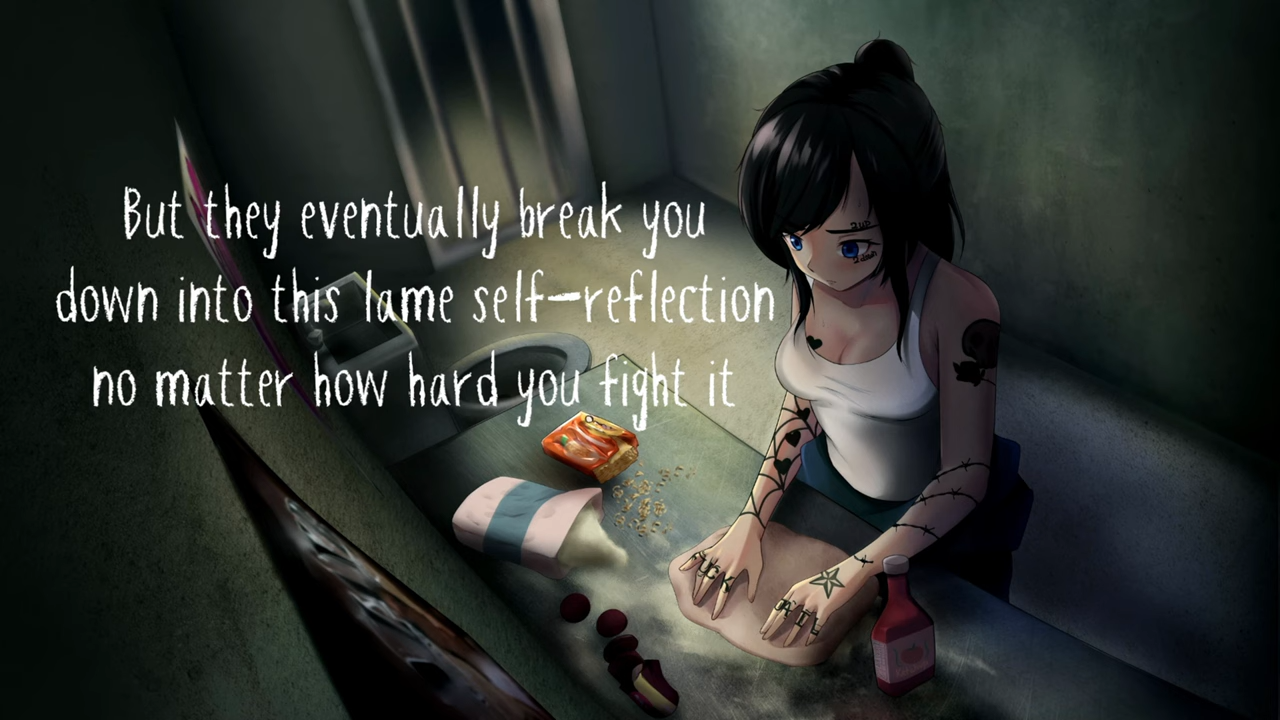 But they eventually break you
down into this lame self-reflection
no matter how hard you fight it